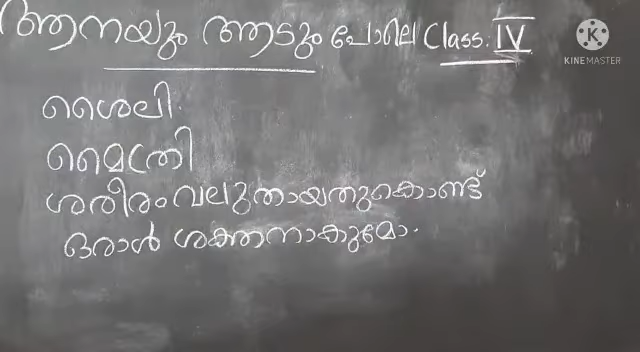 ആനയും ആടും പോലെ Class. IV
KINEMASTER
ശൈലി.
മൈത്രി
ശരീരം വലുതായതുകൊണ്ട്
ഒരാൾ ശക്തനാകുമോ.